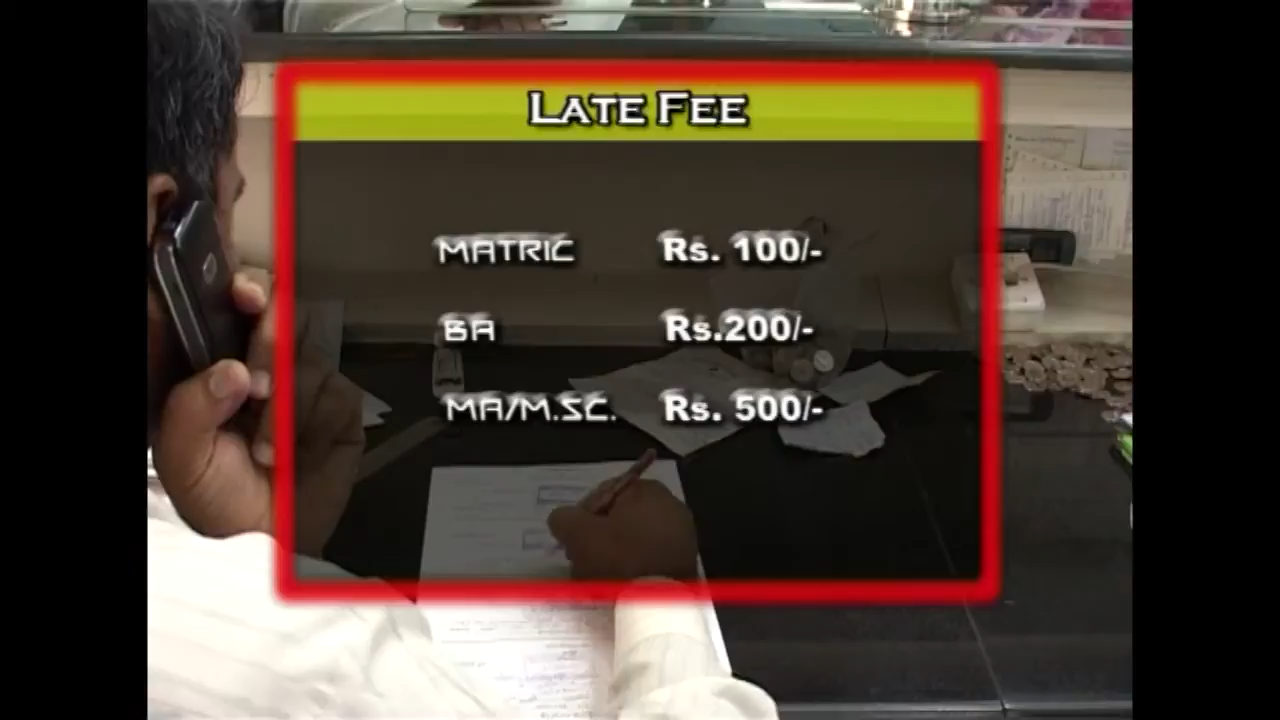 LATE FEE
MATRIC Rs. 100/-
BA Rs.200/-
MA/M.SC. Rs. 500/-